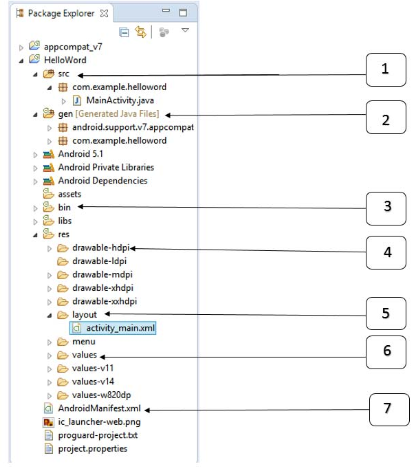 Package Explorer
appcompat_v7
HelloWord
src
1
com.example.helloword
MainActivity.java
gen [Generated Java Files]
2
android.support.v7.appcompat
com.example.helloword
Android 5.1
Android Private Libraries
Android Dependencies
assets
bin
3
libs
res
drawable-hdpi
4
drawable-ldpi
drawable-mdpi
drawable-xhdpi
drawable-xxhdpi
layout
5
activity_main.xml
menu
values
6
values-v11
values-v14
values-w820dp
AndroidManifest.xml
7
ic_launcher-web.png
proguard-project.txt
project.properties